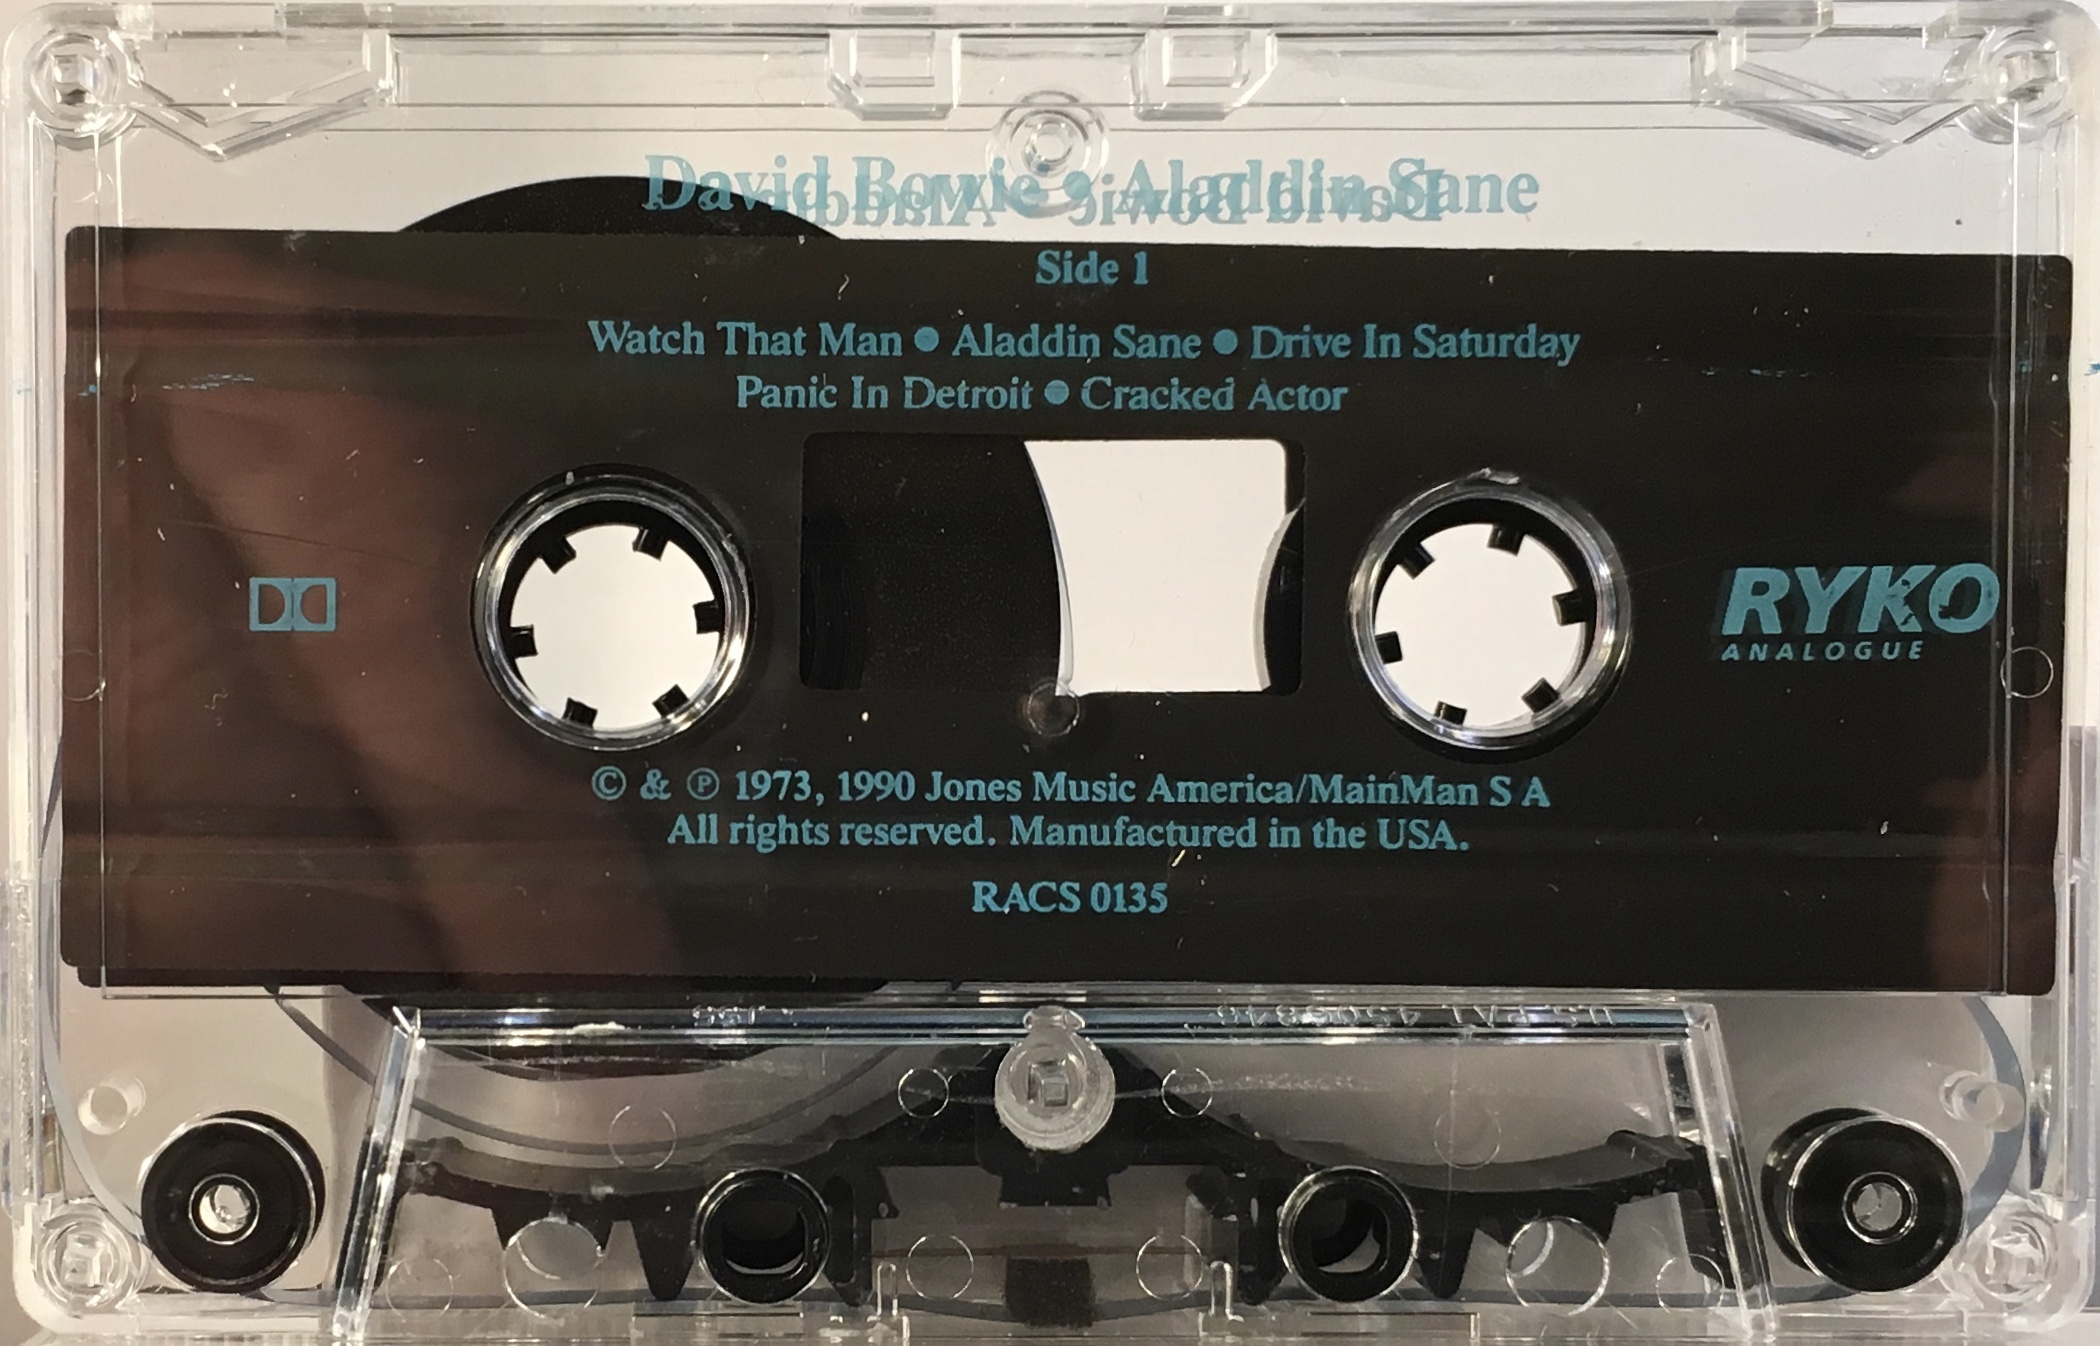 David Bowie ● Aladdin Sane
Side 1
Watch That Man ● Aladdin Sane ● Drive In Saturday
Panic In Detroit ● Cracked Actor
RYKO
ANALOGUE
© & ℗ 1973, 1990 Jones Music America/MainMan S A
All rights reserved. Manufactured in the USA.
RACS 0135